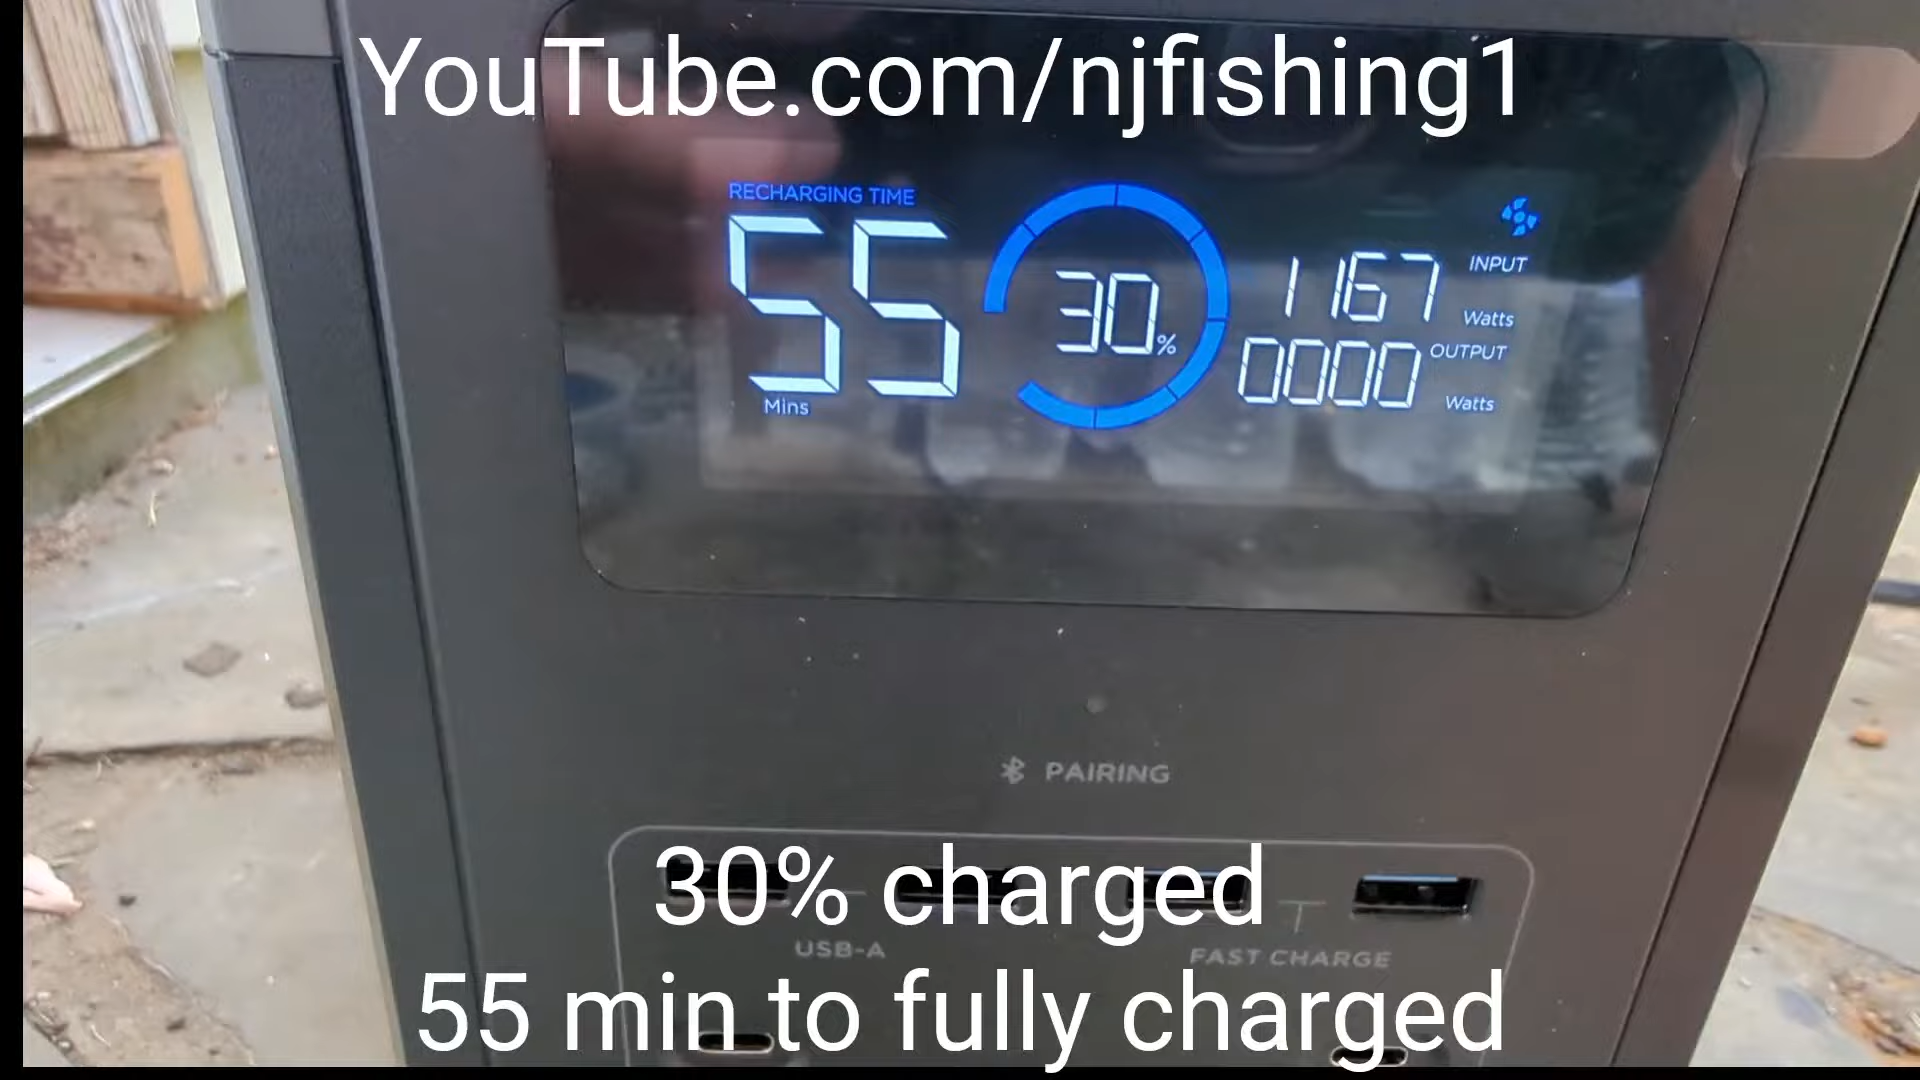 YouTube.com/njfishing1
RECHARGING TIME
55
Mins
30%
1167 INPUT
Watts
0000 OUTPUT
Watts
PAIRING
30% charged
USB-A
FAST CHARGE
55 min to fully charged